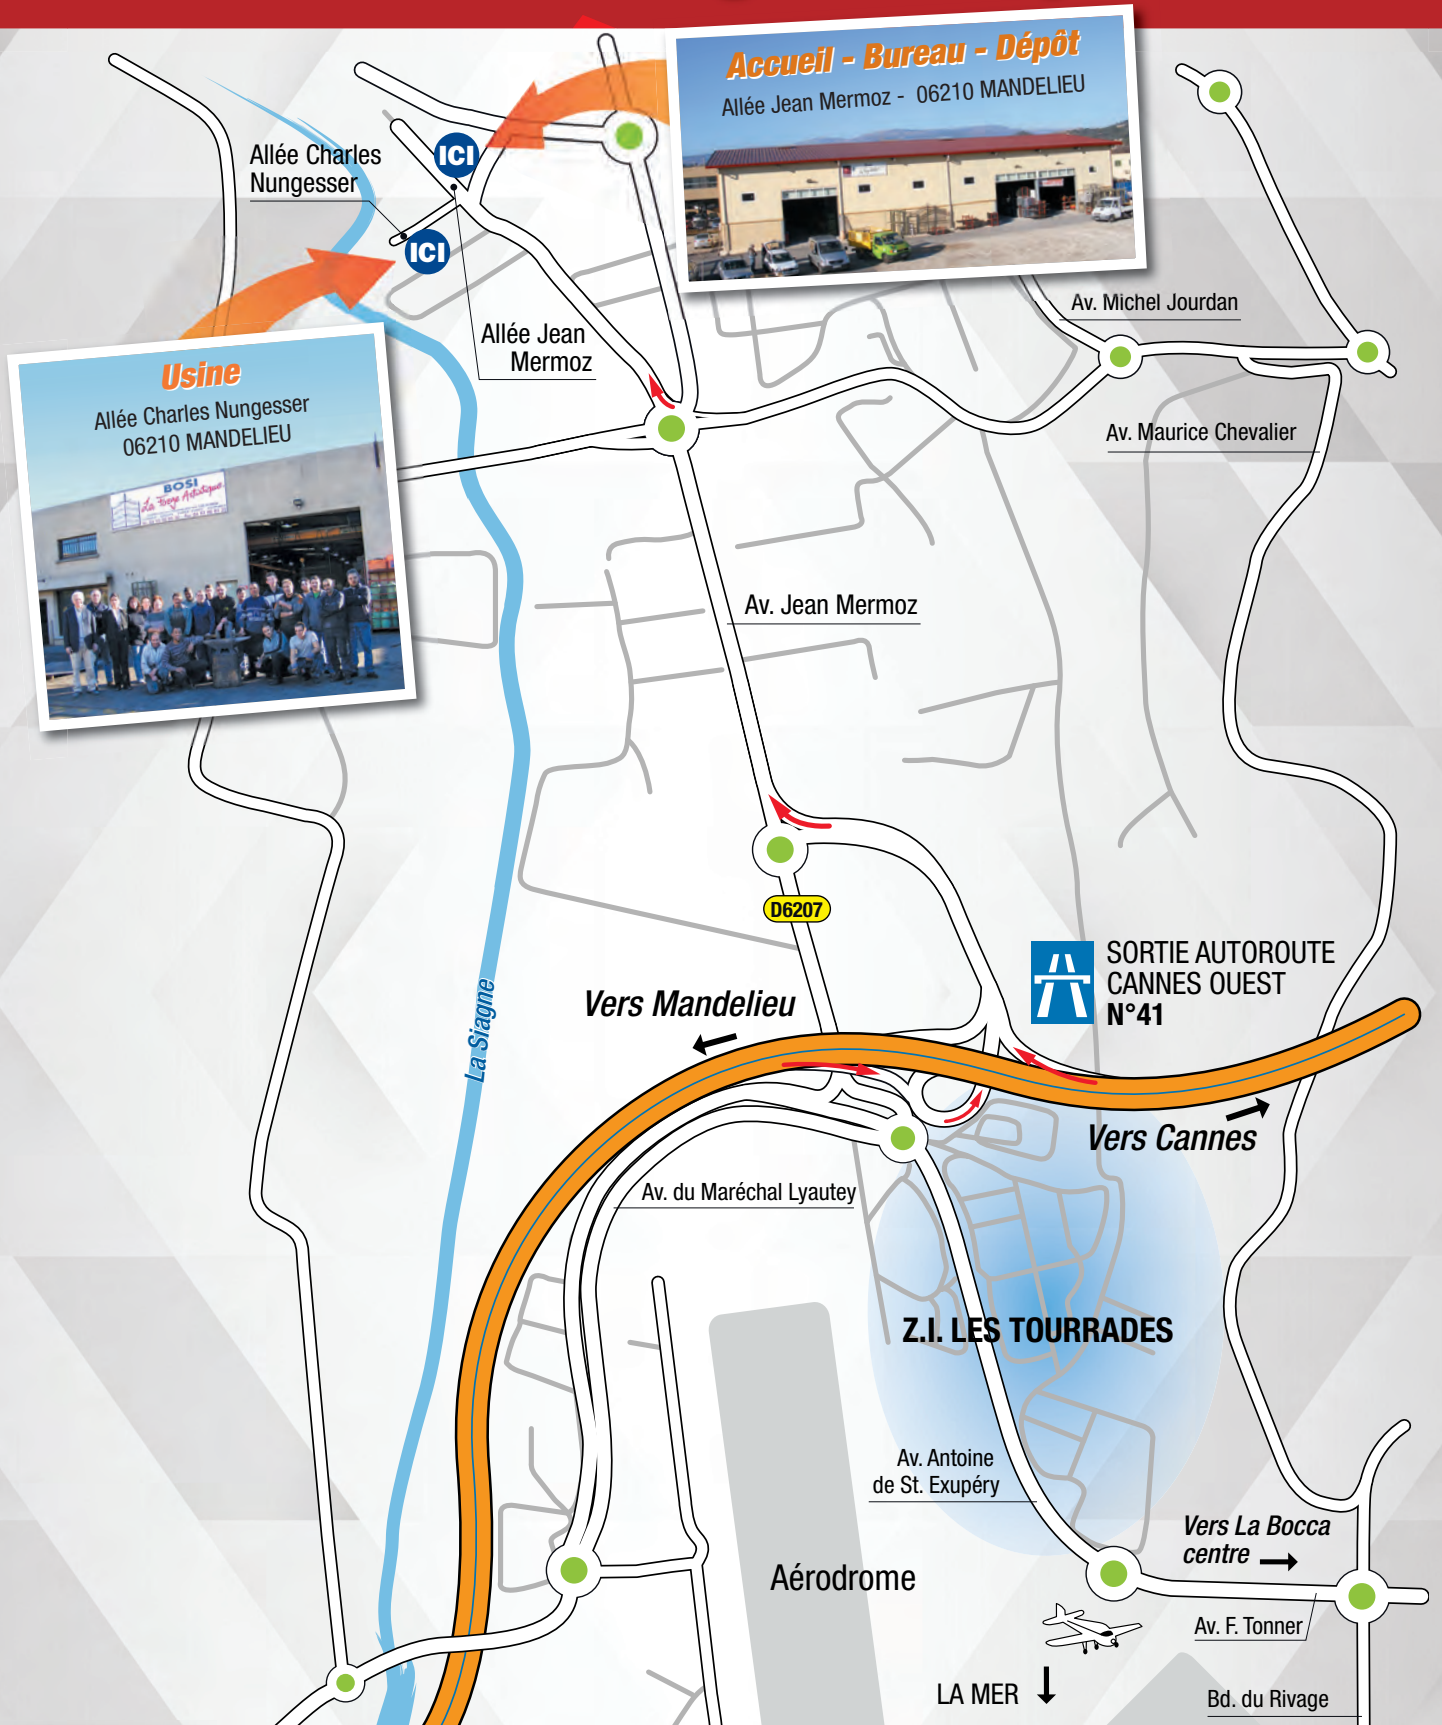 Accueil - Bureau - Dépôt
Allée Jean Mermoz - 06210 MANDELIEU
Allée Charles
Nungesser
ICI
ICI
Allée Jean
Mermoz
Av. Michel Jourdan
Av. Maurice Chevalier
Usine
Allée Charles Nungesser
06210 MANDELIEU
BOSI
La Forge Artistique
Av. Jean Mermoz
D6207
SORTIE AUTOROUTE
CANNES OUEST
N°41
Vers Mandelieu
La Siagne
Vers Cannes
Av. du Maréchal Lyautey
Z.I. LES TOURRADES
Av. Antoine
de St. Exupéry
Vers La Bocca
centre
Aérodrome
Av. F. Tonner
LA MER
Bd. du Rivage